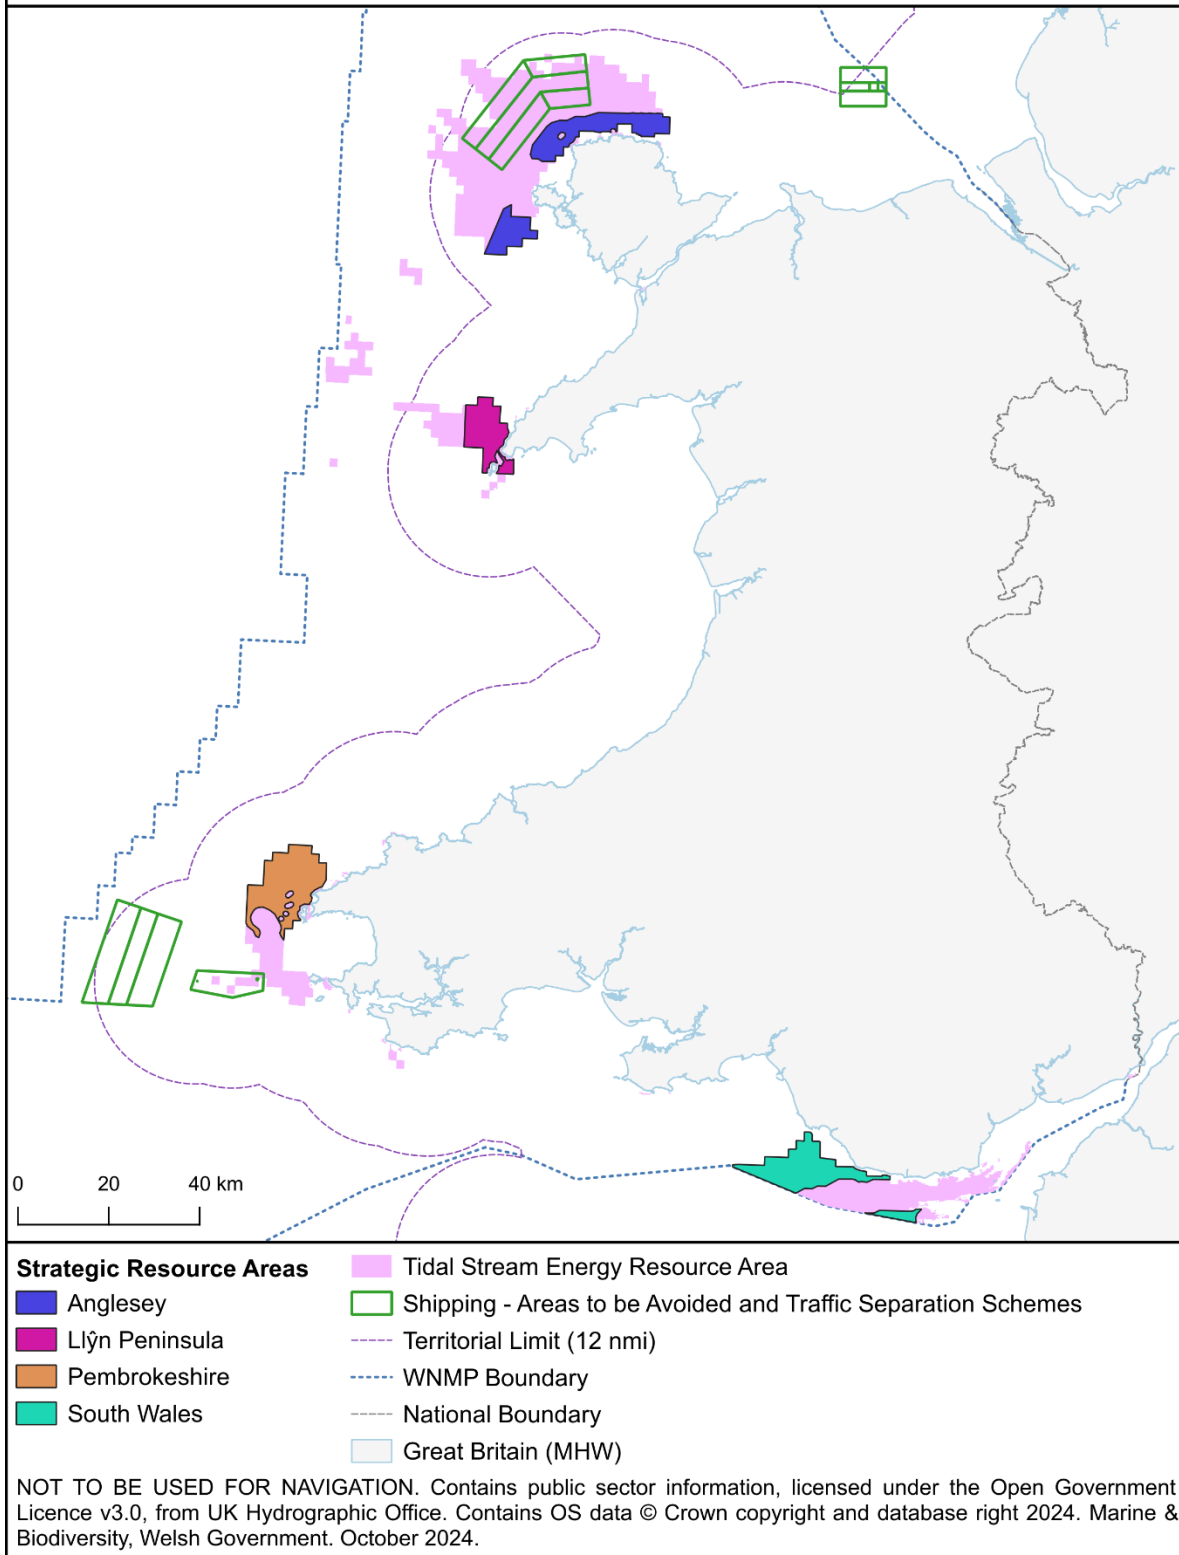 0 20 40 km
Strategic Resource Areas
Anglesey
Llŷn Peninsula
Pembrokeshire
South Wales
Tidal Stream Energy Resource Area
Shipping - Areas to be Avoided and Traffic Separation Schemes
Territorial Limit (12 nmi)
WNMP Boundary
National Boundary
Great Britain (MHW)
NOT TO BE USED FOR NAVIGATION. Contains public sector information, licensed under the Open Government
Licence v3.0, from UK Hydrographic Office. Contains OS data © Crown copyright and database right 2024. Marine &
Biodiversity, Welsh Government. October 2024.